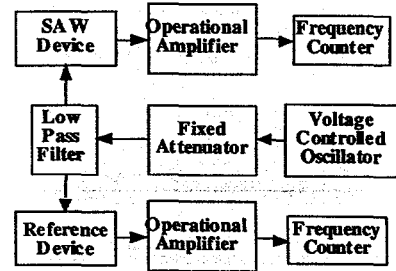 SAW
Device
Operational
Amplifier
Frequency
Counter
Low
Pass
Filter
Fixed
Attenuator
Voltage
Controlled
Oscillator
Reference
Device
Operational
Amplifier
Frequency
Counter